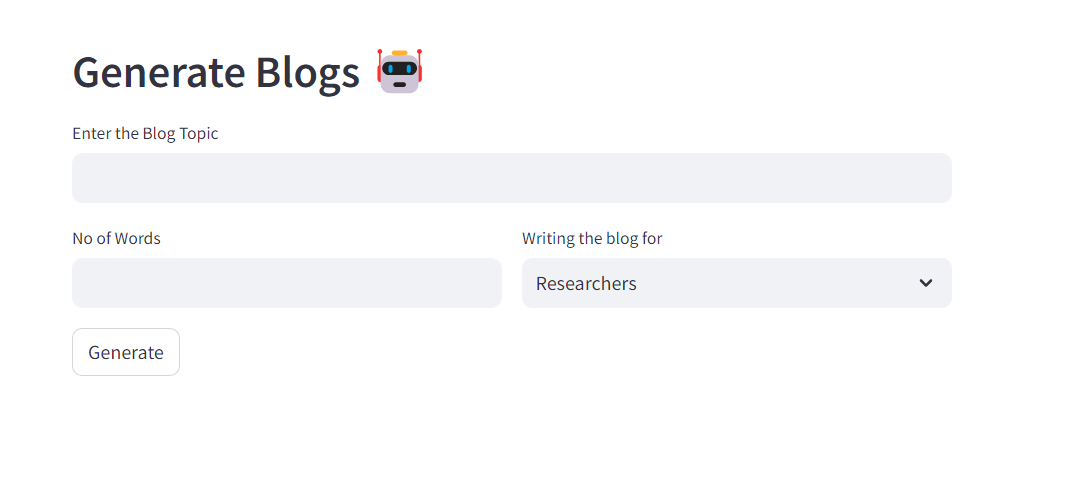 Generate Blogs
Enter the Blog Topic
No of Words
Writing the blog for
Researchers
Generate